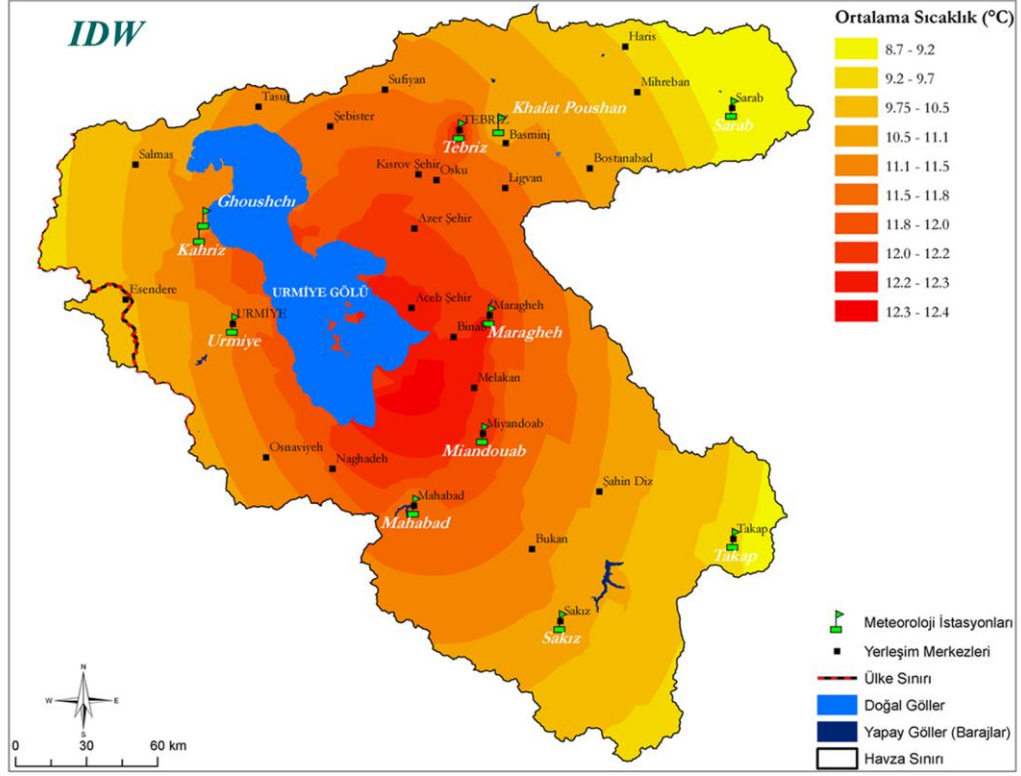 IDW
Ortalama Sıcaklık (°C)
8.7 - 9.2
9.2 - 9.7
9.75 - 10.5
10.5 - 11.1
11.1 - 11.5
11.5 - 11.8
11.8 - 12.0
12.0 - 12.2
12.2 - 12.3
12.3 - 12.4
Haris
Sufiyan
Mihreban
Tasuj
Sarab
Sarab
Khalat Poushan
Şebister
TEBRİZ
Tebriz
Basminj
Salmas
Bostanabad
Kısrov Şehir
Osku
Ligvan
Ghoushchı
Azer Şehir
Kahriz
Esendere
URMİYE GÖLÜ
Aceb Şehir
Maragheh
URMİYE
Urmiye
Binab
Maragheh
Melakan
Miyandoab
Miandouab
Osnaviyeh
Naghadeh
Şahin Diz
Mahabad
Mahabad
Takap
Takap
Bukan
Sakız
Sakız
Meteoroloji İstasyonları
Yerleşim Merkezleri
Ülke Sınırı
Doğal Göller
Yapay Göller (Barajlar)
Havza Sınırı
N
W
E
S
0 30 60 km